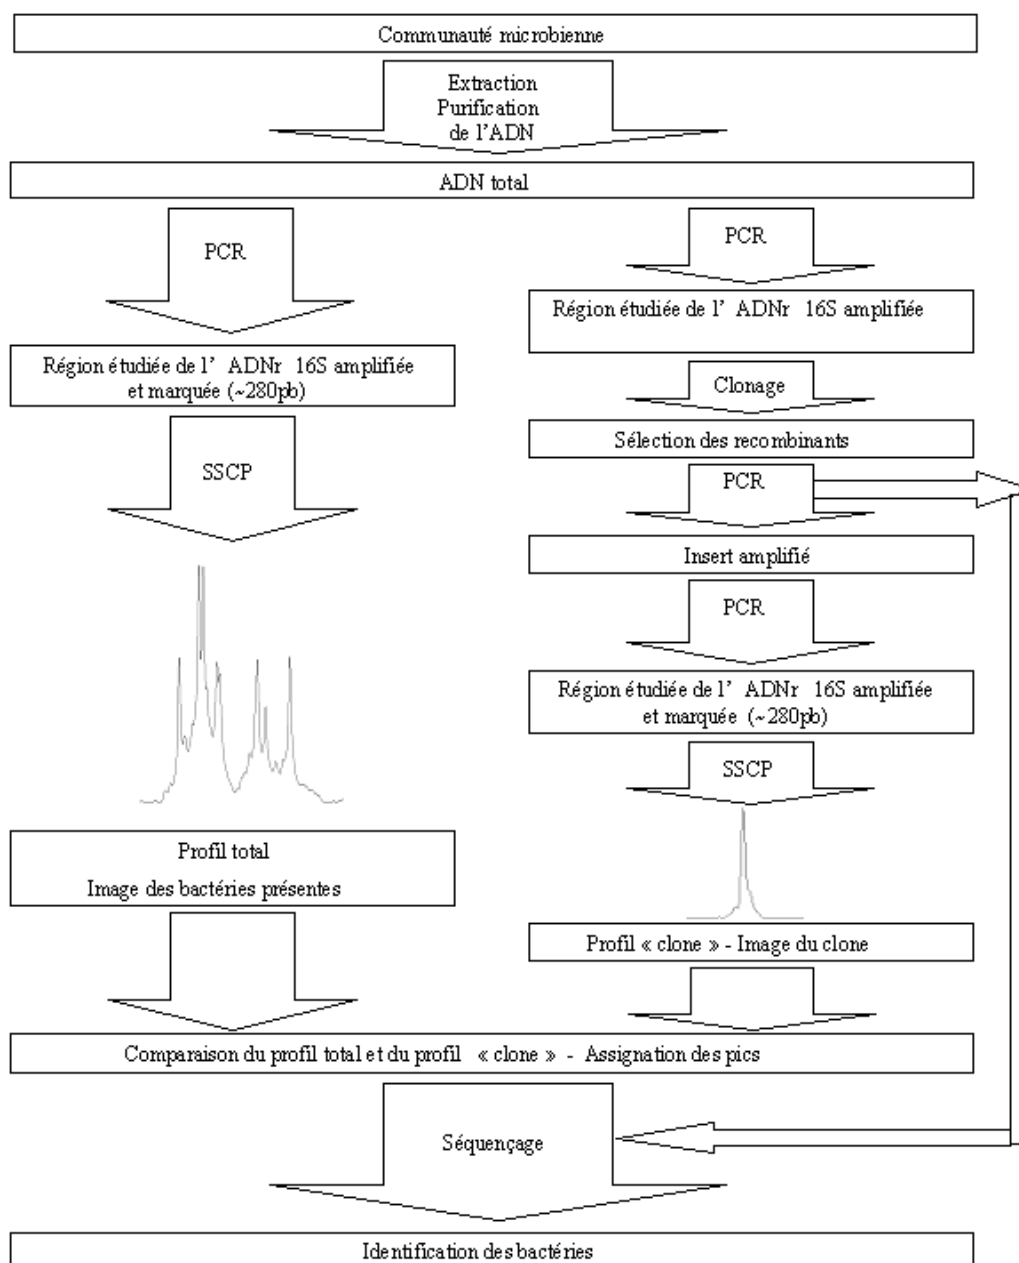 Communauté microbienne
Extraction
Purification
de l'ADN
ADN total
PCR
Région étudiée de l' ADNr 16S amplifiée
et marquée (~280pb)
SSCP
Profil total
Image des bactéries présentes
PCR
Région étudiée de l' ADNr 16S amplifiée
Clonage
Sélection des recombinants
PCR
Insert amplifié
PCR
Région étudiée de l' ADNr 16S amplifiée
et marquée (~280pb)
SSCP
Profil « clone » - Image du clone
Comparaison du profil total et du profil « clone » - Assignation des pics
Séquençage
Identification des bactéries